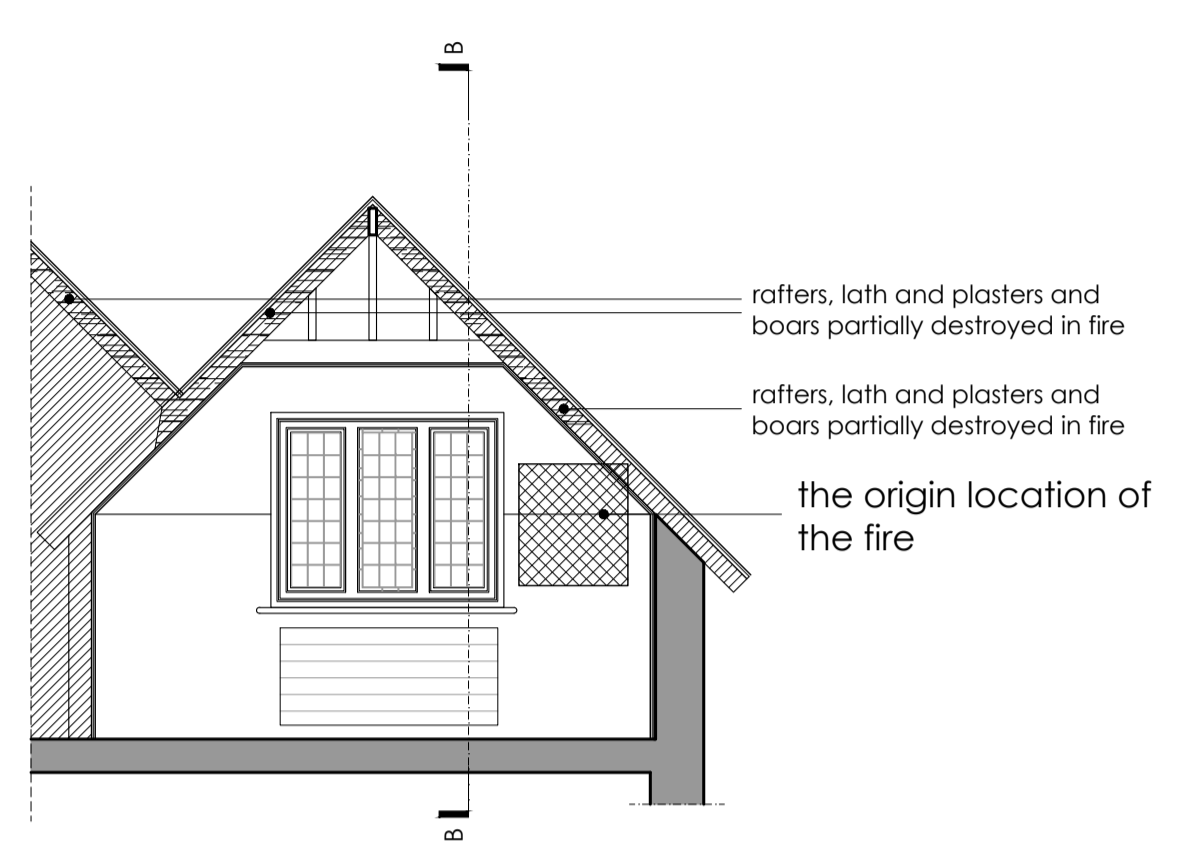 B
rafters, lath and plasters and
boars partially destroyed in fire
rafters, lath and plasters and
boars partially destroyed in fire
the origin location of
the fire
B